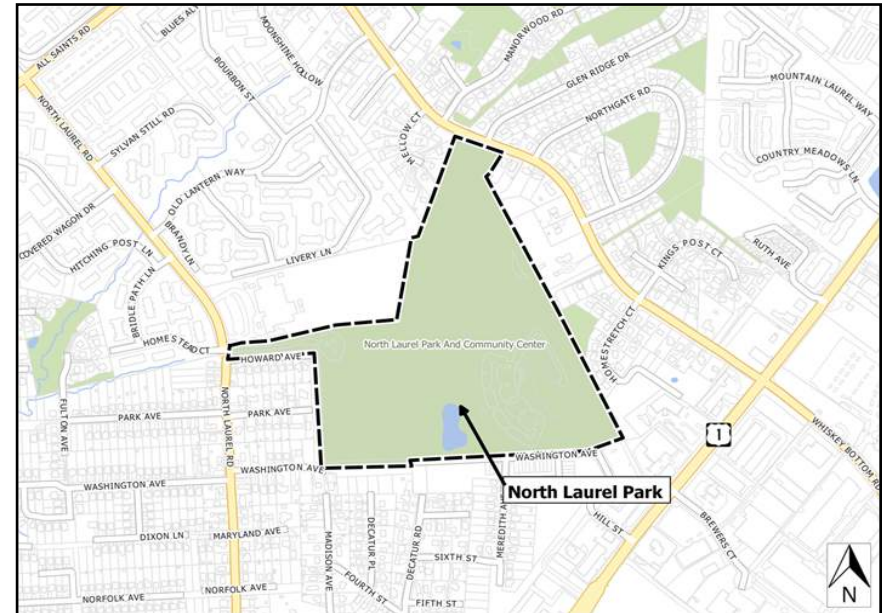 MANORWOOD RD
BLUES AL
MOONSHINE HOLLOW
ALL SAINTS RD
BOURBON ST
GLEN RIDGE DR
NORTHGATE RD
MOUNTAIN LAUREL WAY
NORTH LAUREL RD
SYLVAN STILL RD
MELLOW CT
COUNTRY MEADOWS LN
OLD LANTERN WAY
COVERED WAGON DR
BRANDY LN
HITCHING POST LN
LIVERY LN
KINGS POST CT
RUTH AVE
BRIDLE PATH LN
HOMESTEAD CT
HOWARD AVE
North Laurel Park And Community Center
HOMESTRETCH CT
FULTON AVE
PARK AVE
PARK AVE
NORTH LAUREL RD
1
WHISKEY BOTTOM RD
WASHINGTON AVE
WASHINGTON AVE
WASHINGTON AVE
North Laurel Park
MEREDITH AVE
HILL ST
BREWERS CT
DIXON LN
MARYLAND AVE
MADISON AVE
DECATUR PL
DECATUR RD
SIXTH ST
FOURTH ST
NORFOLK AVE
NORFOLK AVE
FIFTH ST
N